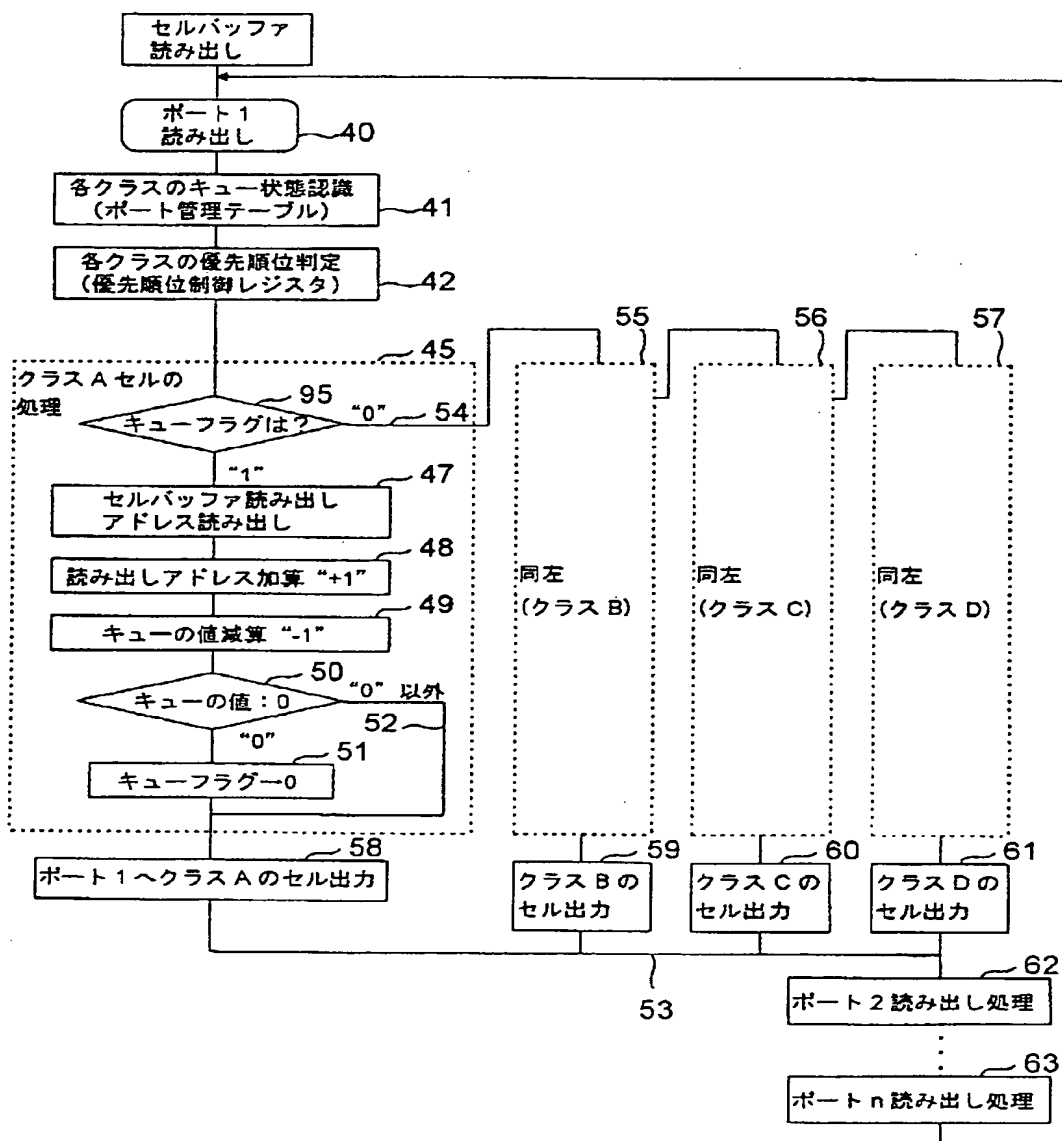 セルバッファ
読み出し
ポート1
読み出し
40
各クラスのキュー状態認識
(ポート管理テーブル)
41
各クラスの優先順位判定
(優先順位制御レジスタ)
42
45
クラスAセルの
処理
95
キューフラグは?
“0”
54
“1”
47
セルバッファ読み出し
アドレス読み出し
48
読み出しアドレス加算 “+1”
49
キューの値減算 “-1”
50
キューの値:0
“0” 以外
52
“0”
51
キューフラグ→0
58
ポート1へクラスAのセル出力
55
同左
(クラスB)
59
クラスBの
セル出力
56
同左
(クラスC)
60
クラスCの
セル出力
57
同左
(クラスD)
61
クラスDの
セル出力
53
62
ポート2読み出し処理
63
ポートn読み出し処理